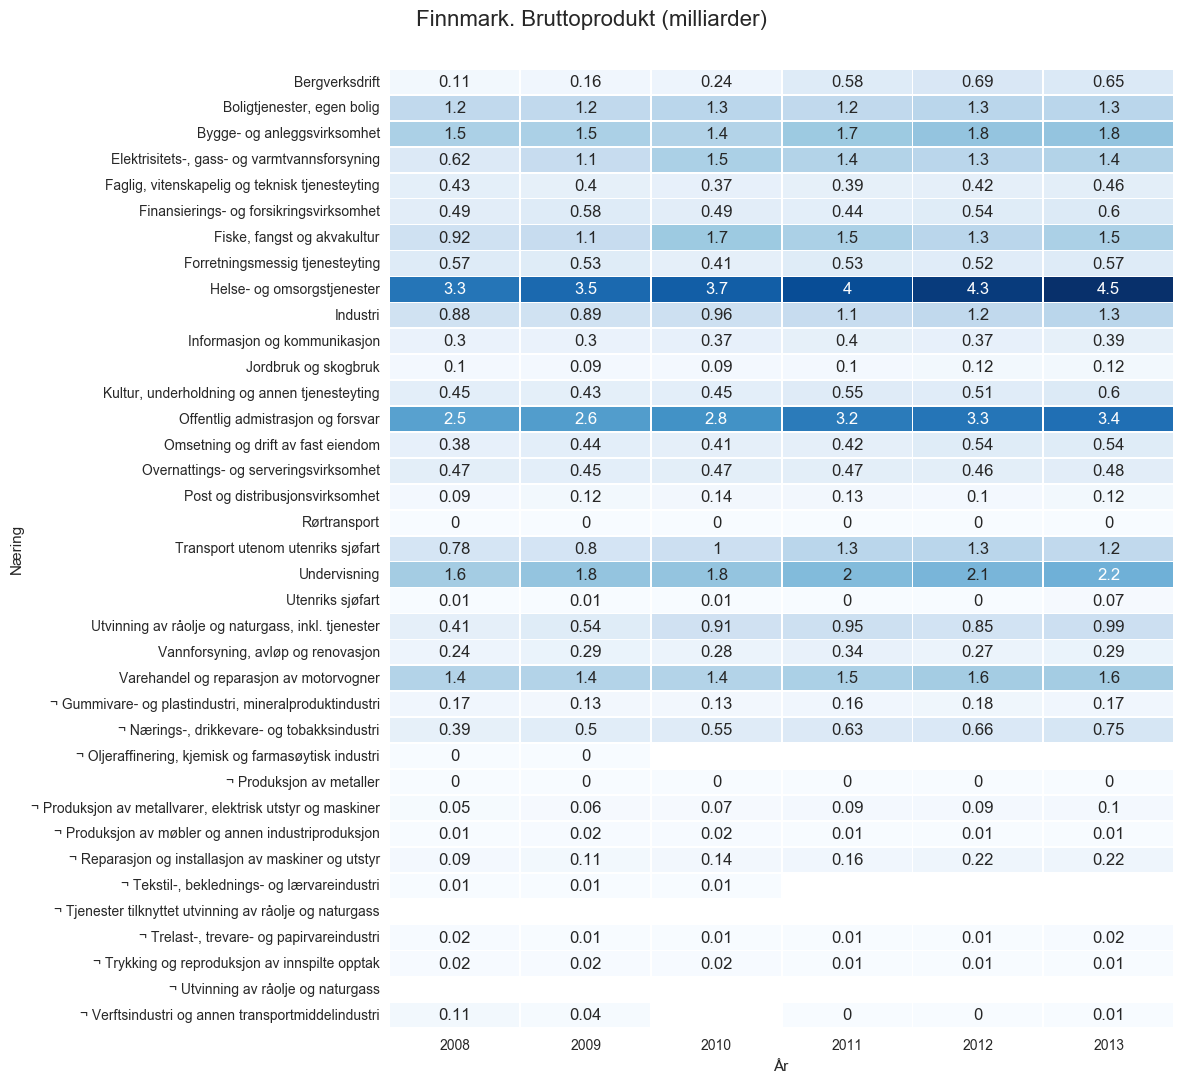 Finnmark. Bruttoprodukt (milliarder)
Bergverksdrift 0.11 0.16 0.24 0.58 0.69 0.65
Boligtjenester, egen bolig 1.2 1.2 1.3 1.2 1.3 1.3
Bygge- og anleggsvirksomhet 1.5 1.5 1.4 1.7 1.8 1.8
Elektrisitets-, gass- og varmtvannsforsyning 0.62 1.1 1.5 1.4 1.3 1.4
Faglig, vitenskapelig og teknisk tjenesteyting 0.43 0.4 0.37 0.39 0.42 0.46
Finansierings- og forsikringsvirksomhet 0.49 0.58 0.49 0.44 0.54 0.6
Fiske, fangst og akvakultur 0.92 1.1 1.7 1.5 1.3 1.5
Forretningsmessig tjenesteyting 0.57 0.53 0.41 0.53 0.52 0.57
Helse- og omsorgstjenester 3.3 3.5 3.7 4 4.3 4.5
Industri 0.88 0.89 0.96 1.1 1.2 1.3
Informasjon og kommunikasjon 0.3 0.3 0.37 0.4 0.37 0.39
Jordbruk og skogbruk 0.1 0.09 0.09 0.1 0.12 0.12
Kultur, underholdning og annen tjenesteyting 0.45 0.43 0.45 0.55 0.51 0.6
Offentlig admistrasjon og forsvar 2.5 2.6 2.8 3.2 3.3 3.4
Omsetning og drift av fast eiendom 0.38 0.44 0.41 0.42 0.54 0.54
Overnattings- og serveringsvirksomhet 0.47 0.45 0.47 0.47 0.46 0.48
Post og distribusjonsvirksomhet 0.09 0.12 0.14 0.13 0.1 0.12
Rørtransport 0 0 0 0 0 0
Transport utenom utenriks sjøfart 0.78 0.8 1 1.3 1.3 1.2
Undervisning 1.6 1.8 1.8 2 2.1 2.2
Utenriks sjøfart 0.01 0.01 0.01 0 0 0.07
Utvinning av råolje og naturgass, inkl. tjenester 0.41 0.54 0.91 0.95 0.85 0.99
Vannforsyning, avløp og renovasjon 0.24 0.29 0.28 0.34 0.27 0.29
Varehandel og reparasjon av motorvogner 1.4 1.4 1.4 1.5 1.6 1.6
¬ Gummivare- og plastindustri, mineralproduktindustri 0.17 0.13 0.13 0.16 0.18 0.17
¬ Nærings-, drikkevare- og tobakksindustri 0.39 0.5 0.55 0.63 0.66 0.75
¬ Oljeraffinering, kjemisk og farmasøytisk industri 0 0
¬ Produksjon av metaller 0 0 0 0 0 0
¬ Produksjon av metallvarer, elektrisk utstyr og maskiner 0.05 0.06 0.07 0.09 0.09 0.1
¬ Produksjon av møbler og annen industriproduksjon 0.01 0.02 0.02 0.01 0.01 0.01
¬ Reparasjon og installasjon av maskiner og utstyr 0.09 0.11 0.14 0.16 0.22 0.22
¬ Tekstil-, beklednings- og lærvareindustri 0.01 0.01 0.01
¬ Tjenester tilknyttet utvinning av råolje og naturgass
¬ Trelast-, trevare- og papirvareindustri 0.02 0.01 0.01 0.01 0.01 0.02
¬ Trykking og reproduksjon av innspilte opptak 0.02 0.02 0.02 0.01 0.01 0.01
¬ Utvinning av råolje og naturgass
¬ Verftsindustri og annen transportmiddelindustri 0.11 0.04 0 0 0.01
2008 2009 2010 2011 2012 2013
År
Næring